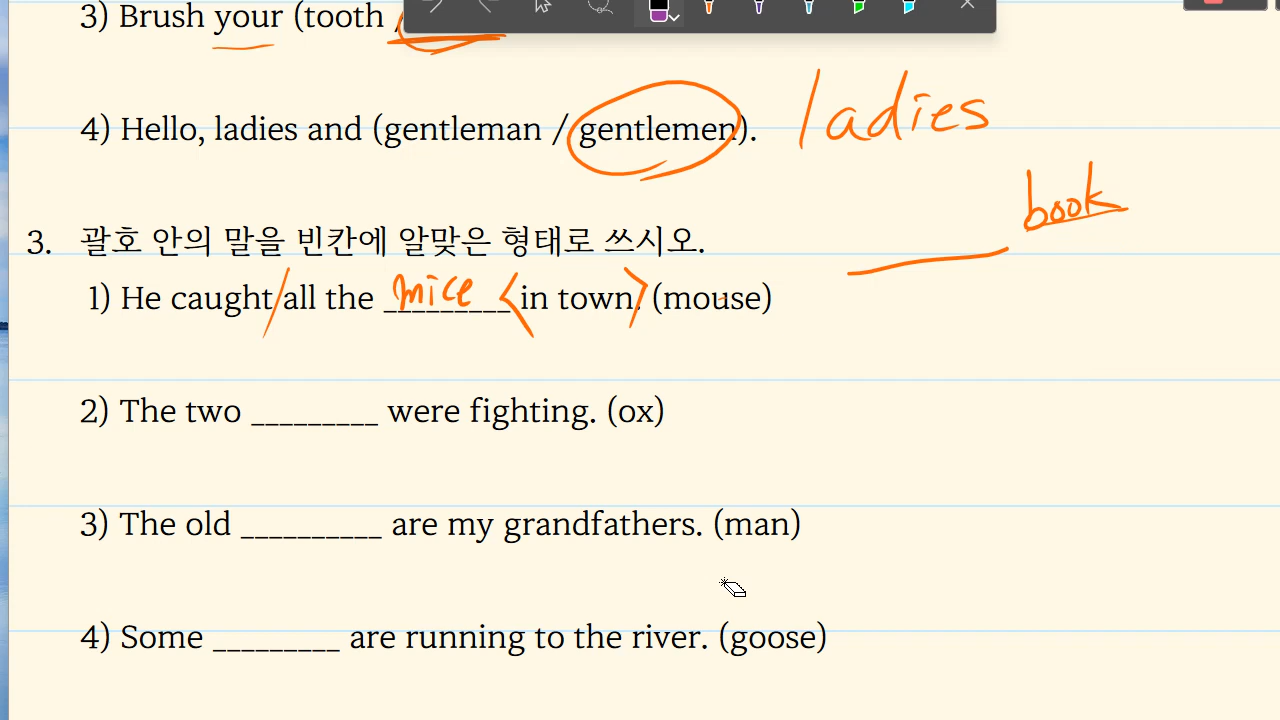 3) Brush your (tooth /
4) Hello, ladies and (gentleman / gentlemen). ladies
book
3. 괄호 안의 말을 빈칸에 알맞은 형태로 쓰시오.
1) He caught / all the mice <in town.> (mouse)
2) The two _________ were fighting. (ox)
3) The old __________ are my grandfathers. (man)
4) Some _________ are running to the river. (goose)